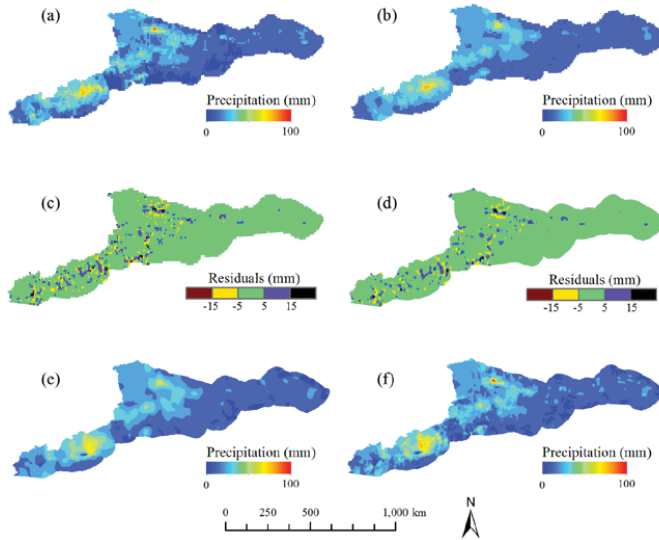 (a)
(b)
Precipitation (mm)
0 100
Precipitation (mm)
0 100
(c)
(d)
Residuals (mm)
-15 -5 5 15
Residuals (mm)
-15 -5 5 15
(e)
(f)
Precipitation (mm)
0 100
Precipitation (mm)
0 100
0 250 500 1,000 km
N